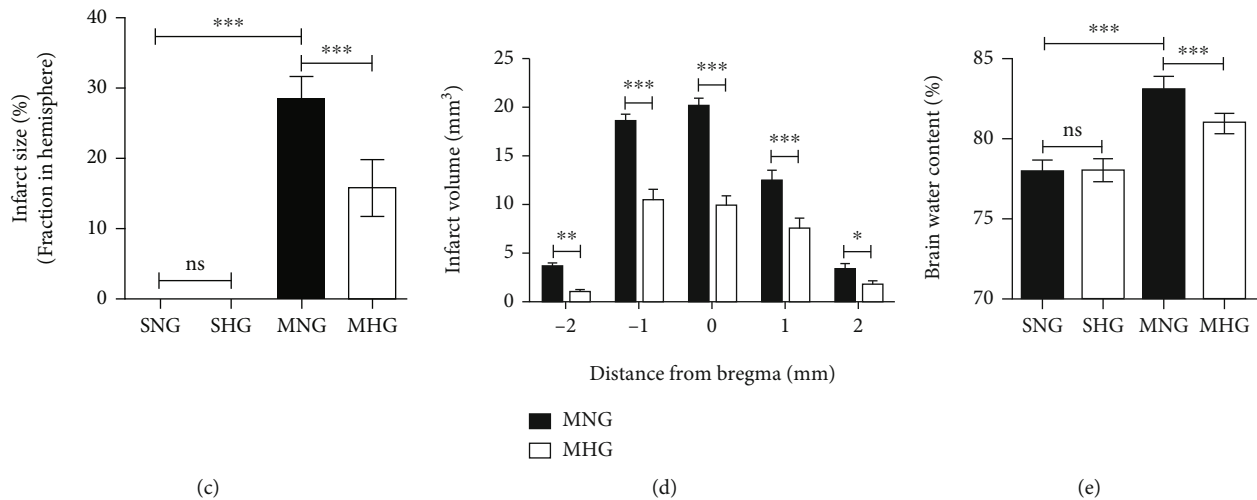 Infarct size (%)
(Fraction in hemisphere)
40
30
20
10
0
***
***
ns
SNG SHG MNG MHG
(c)
Infarct volume (mm³)
25
20
15
10
5
0
**
***
***
***
*
−2 −1 0 1 2
Distance from bregma (mm)
MNG
MHG
(d)
Brain water content (%)
85
80
75
70
***
***
ns
SNG SHG MNG MHG
(e)